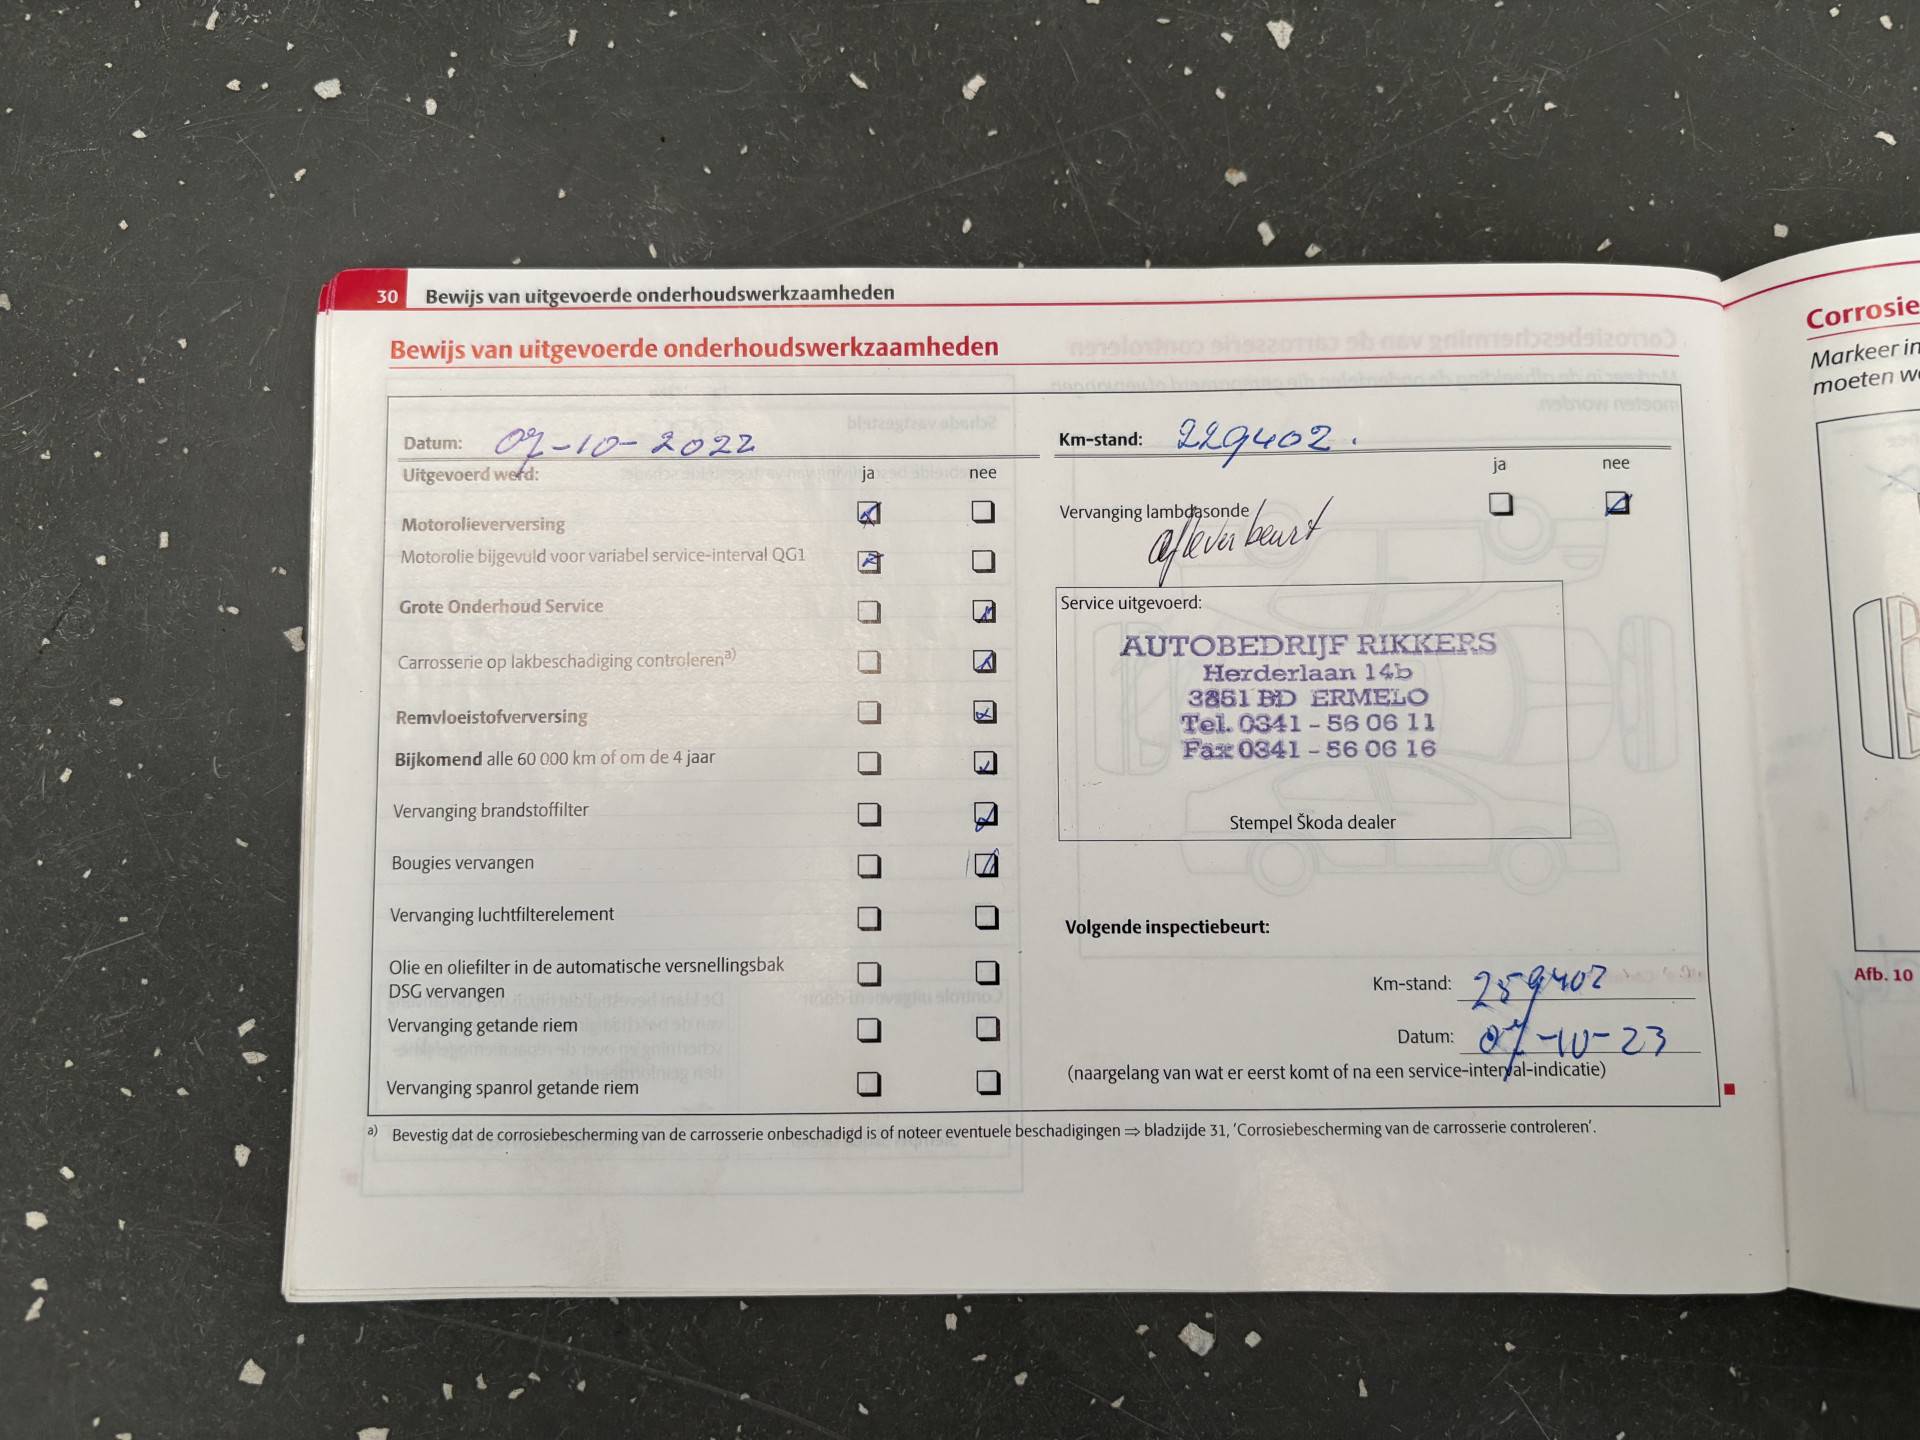 30 Bewijs van uitgevoerde onderhoudswerkzaamheden
Bewijs van uitgevoerde onderhoudswerkzaamheden
Datum: 07-10-2022
Uitgevoerd werd: ja nee
Motorolieverversing
Motorolie bijgevuld voor variabel service-interval QG1
Grote Onderhoud Service
Carrosserie op lakbeschadiging controleren a)
Remvloeistofverversing
Bijkomend alle 60 000 km of om de 4 jaar
Vervanging brandstoffilter
Bougies vervangen
Vervanging luchtfilterelement
Olie en oliefilter in de automatische versnellingsbak
DSG vervangen
Vervanging getande riem
Vervanging spanrol getande riem
Km-stand: 229402.
ja nee
Vervanging lambdasonde
afleverbeurt
Service uitgevoerd:
AUTOBEDRIJF RIKKERS
Herderlaan 14b
3851 BD ERMELO
Tel. 0341 - 56 06 11
Fax 0341 - 56 06 16
Stempel Škoda dealer
Volgende inspectiebeurt:
Km-stand: 259402
Datum: 07-10-23
(naargelang van wat er eerst komt of na een service-interval-indicatie)
a) Bevestig dat de corrosiebescherming van de carrosserie onbeschadigd is of noteer eventuele beschadigingen ⇒ bladzijde 31, 'Corrosiebescherming van de carrosserie controleren'.
Corrosie
Markeer in
moeten
Afb. 10